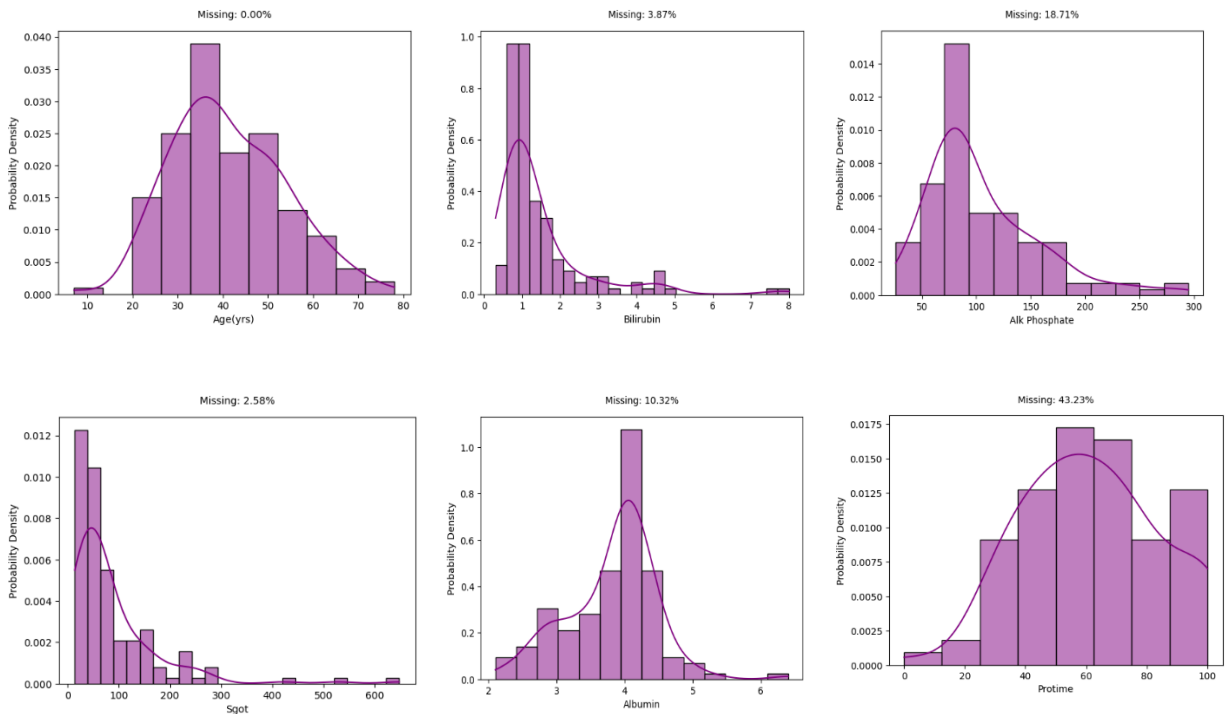 Missing: 0.00%
Probability Density
0.040
0.035
0.030
0.025
0.020
0.015
0.010
0.005
0.000
10 20 30 40 50 60 70 80
Age(yrs)
Missing: 3.87%
Probability Density
1.0
0.8
0.6
0.4
0.2
0.0
1 2 3 4 5 6 7 8
Bilirubin
Missing: 18.71%
Probability Density
0.014
0.012
0.010
0.008
0.006
0.004
0.002
0.000
50 100 150 200 250 300
Alk Phosphate
Missing: 2.58%
Probability Density
0.012
0.010
0.008
0.006
0.004
0.002
0.000
0 100 200 300 400 500 600
Sgot
Missing: 10.32%
Probability Density
1.0
0.8
0.6
0.4
0.2
0.0
2 3 4 5 6
Albumin
Missing: 43.23%
Probability Density
0.0175
0.0150
0.0125
0.0100
0.0075
0.0050
0.0025
0.0000
0 20 40 60 80 100
Protime